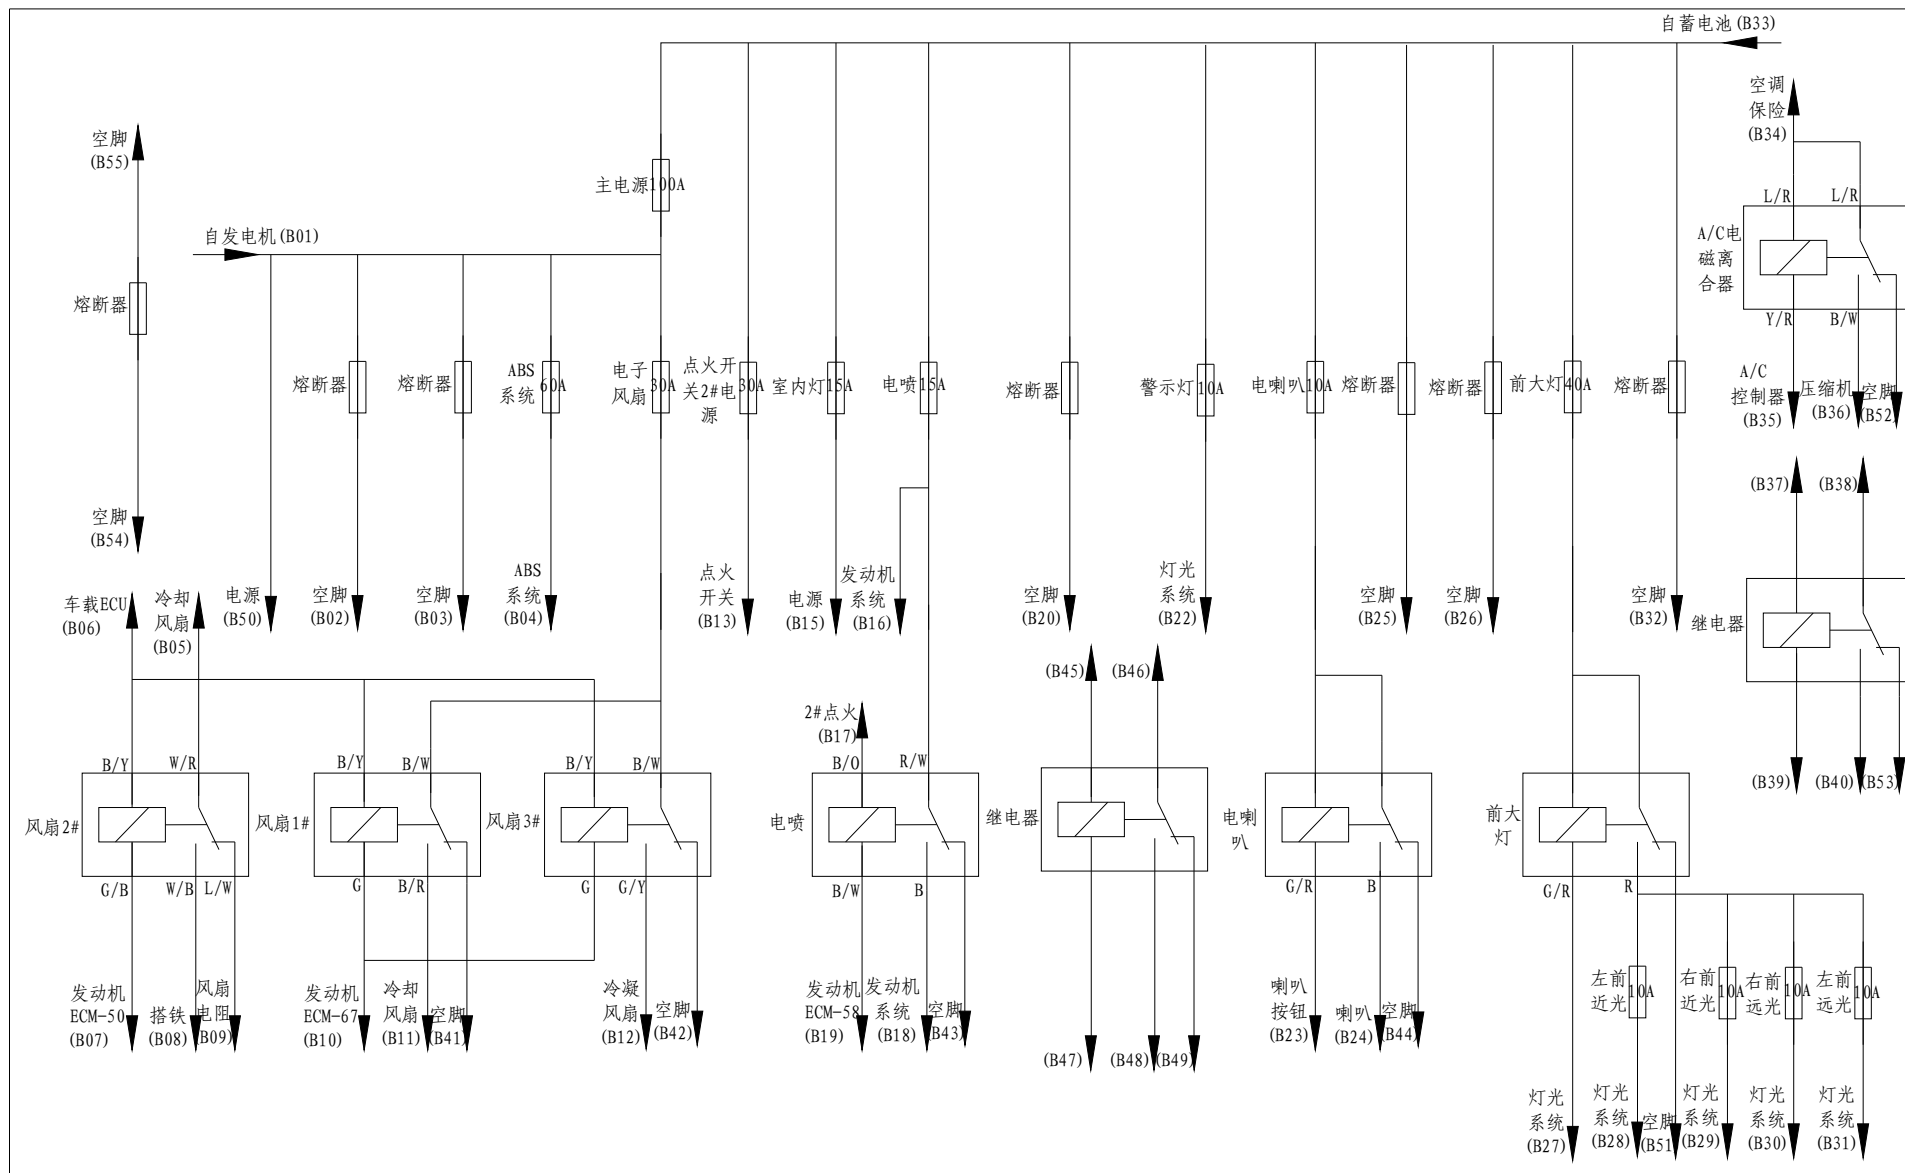 自蓄电池(B33)
空调
保险
(B34)
空脚
(B55)
主电源100A
L/R
L/R
自发电机(B01)
A/C电
磁离
合器
熔断器
Y/R
B/W
熔断器
熔断器
ABS
系统
60A
电子
风扇
30A
点火开
关2#电
源
30A
室内灯15A
电喷15A
熔断器
警示灯10A
电喇叭10A
熔断器
熔断器
前大灯40A
熔断器
A/C
控制器
(B35)
压缩机
(B36)
空脚
(B52)
(B37)
(B38)
空脚
(B54)
车载ECU
(B06)
冷却
风扇
(B05)
电源
(B50)
空脚
(B02)
空脚
(B03)
ABS
系统
(B04)
点火
开关
(B13)
电源
(B15)
发动机
系统
(B16)
空脚
(B20)
灯光
系统
(B22)
空脚
(B25)
空脚
(B26)
空脚
(B32)
继电器
(B45)
(B46)
2#点火
(B17)
B/Y
W/R
B/Y
B/W
B/Y
B/W
B/O
R/W
(B39)
(B40)
(B53)
风扇2#
风扇1#
风扇3#
电喷
继电器
电喇
叭
前大
灯
G/B
W/B
L/W
G
B/R
G
G/Y
B/W
B
G/R
B
G/R
R
发动机
ECM-50
(B07)
搭铁
(B08)
风扇
电阻
(B09)
发动机
ECM-67
(B10)
冷却
风扇
(B11)
空脚
(B41)
冷凝
风扇
(B12)
空脚
(B42)
发动机
ECM-58
(B19)
发动机
系统
(B18)
空脚
(B43)
(B47)
(B48)
(B49)
喇叭
按钮
(B23)
喇叭
(B24)
空脚
(B44)
左前
近光
10A
右前
近光
10A
右前
远光
10A
左前
远光
10A
灯光
系统
(B27)
灯光
系统
(B28)
空脚
(B51)
灯光
系统
(B29)
灯光
系统
(B30)
灯光
系统
(B31)